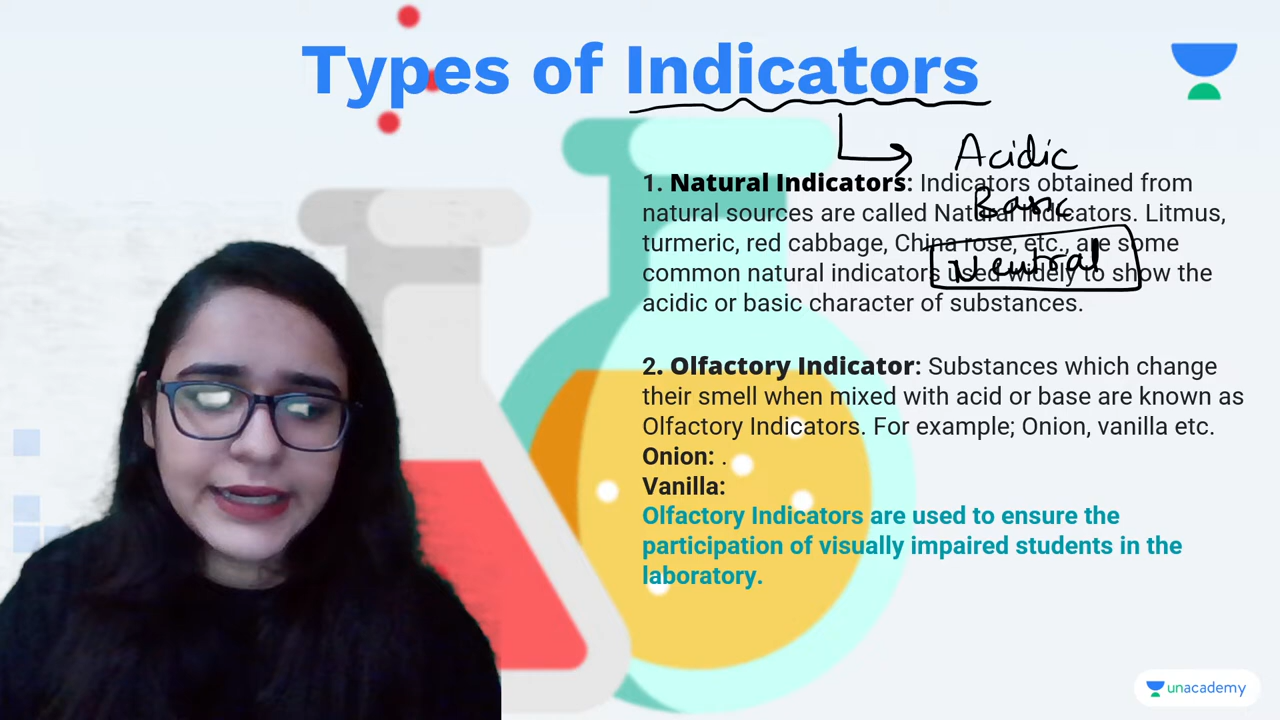 Types of Indicators
Acidic
Basic
Neutral
1. Natural Indicators: Indicators obtained from
natural sources are called Natural Indicators. Litmus,
turmeric, red cabbage, China rose, etc., are some
common natural indicators used widely to show the
acidic or basic character of substances.
2. Olfactory Indicator: Substances which change
their smell when mixed with acid or base are known as
Olfactory Indicators. For example; Onion, vanilla etc.
Onion: .
Vanilla:
Olfactory Indicators are used to ensure the
participation of visually impaired students in the
laboratory.
unacademy